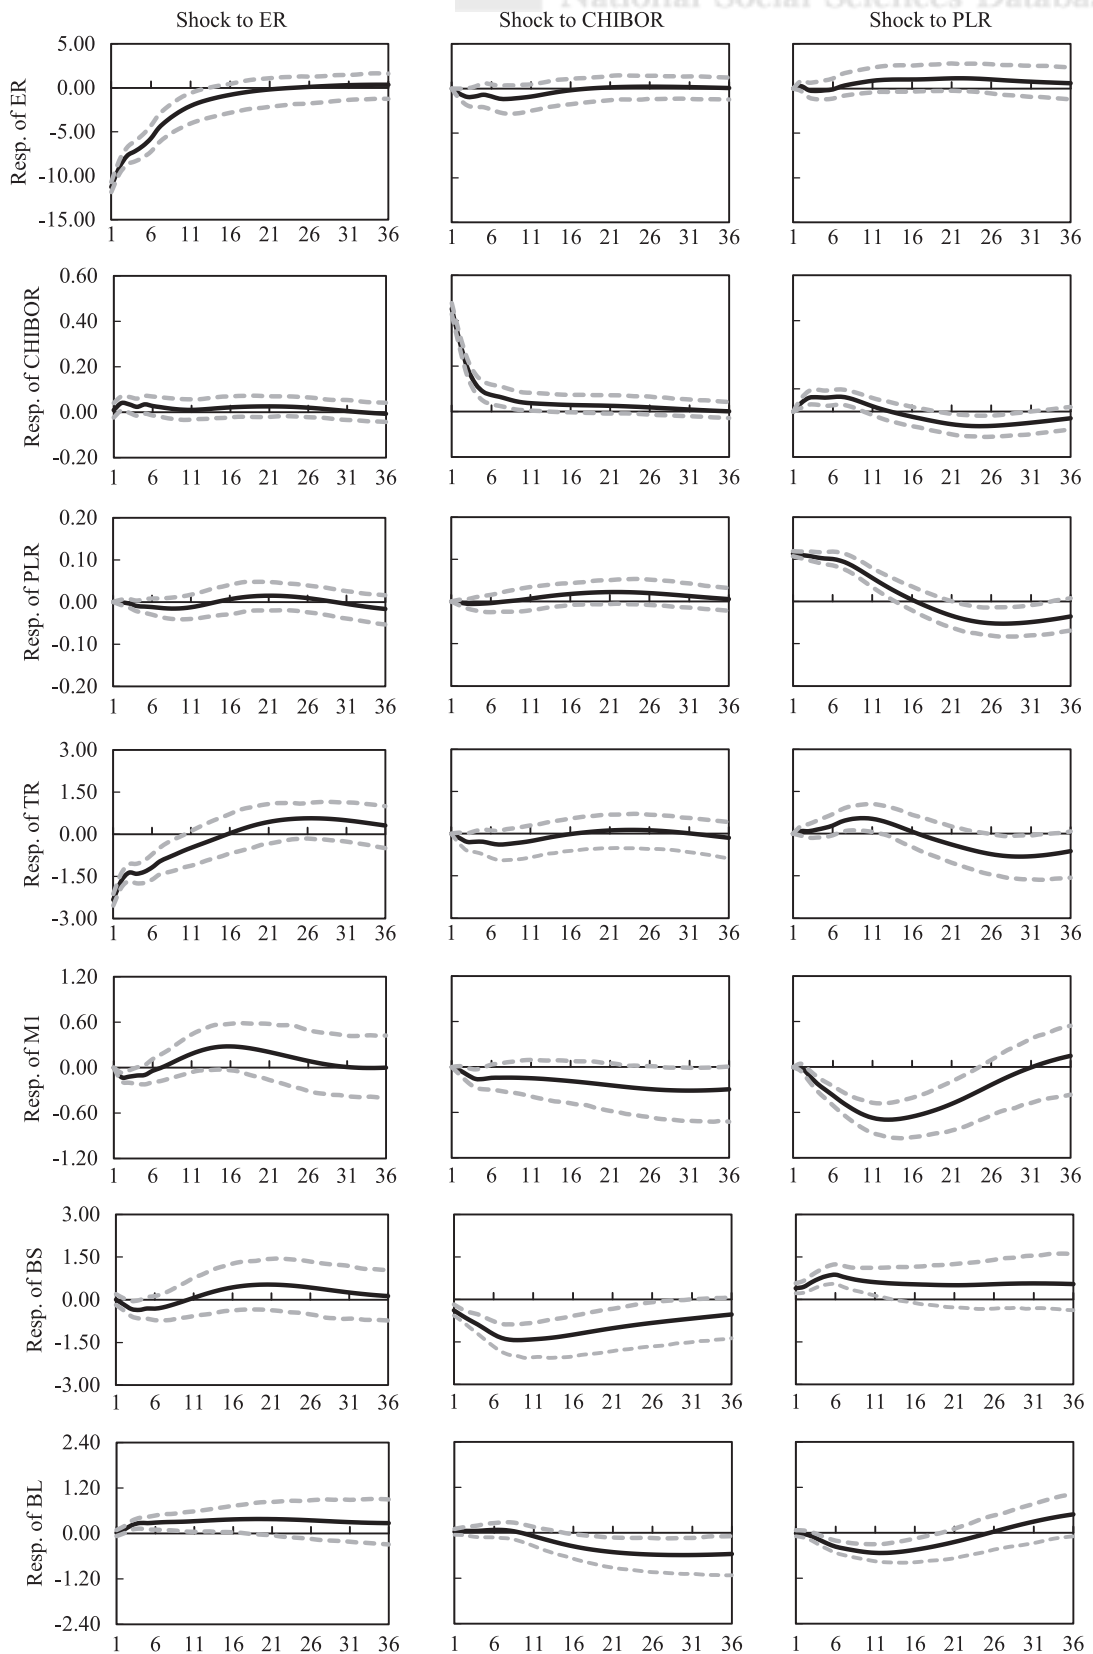 National Social Sciences Databas
Shock to ER Shock to CHIBOR Shock to PLR
Resp. of ER
5.00
0.00
-5.00
-10.00
-15.00
1 6 11 16 21 26 31 36 1 6 11 16 21 26 31 36 1 6 11 16 21 26 31 36
Resp. of CHIBOR
0.60
0.40
0.20
0.00
-0.20
1 6 11 16 21 26 31 36 1 6 11 16 21 26 31 36 1 6 11 16 21 26 31 36
Resp. of PLR
0.20
0.10
0.00
-0.10
-0.20
1 6 11 16 21 26 31 36 1 6 11 16 21 26 31 36 1 6 11 16 21 26 31 36
Resp. of TR
3.00
1.50
0.00
-1.50
-3.00
1 6 11 16 21 26 31 36 1 6 11 16 21 26 31 36 1 6 11 16 21 26 31 36
Resp. of M1
1.20
0.60
0.00
-0.60
-1.20
1 6 11 16 21 26 31 36 1 6 11 16 21 26 31 36 1 6 11 16 21 26 31 36
Resp. of BS
3.00
1.50
0.00
-1.50
-3.00
1 6 11 16 21 26 31 36 1 6 11 16 21 26 31 36 1 6 11 16 21 26 31 36
Resp. of BL
2.40
1.20
0.00
-1.20
-2.40
1 6 11 16 21 26 31 36 1 6 11 16 21 26 31 36 1 6 11 16 21 26 31 36